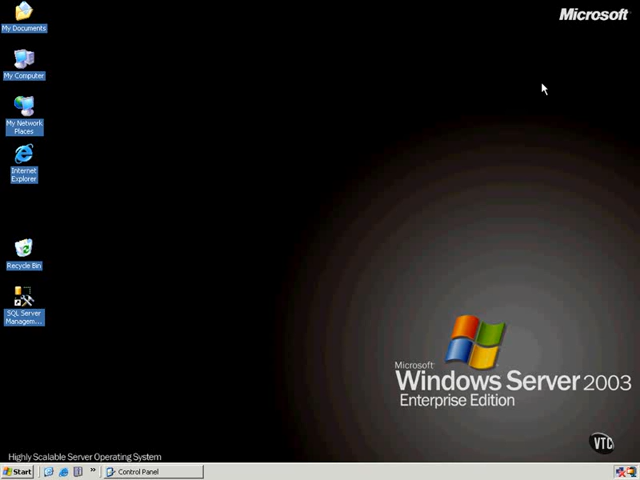 My Documents
Microsoft
My Computer
My Network
Places
Internet
Explorer
Recycle Bin
SQL Server
Managem...
Microsoft
Windows Server 2003
Enterprise Edition
VTC
Highly Scalable Server Operating System
Start
»
Control Panel